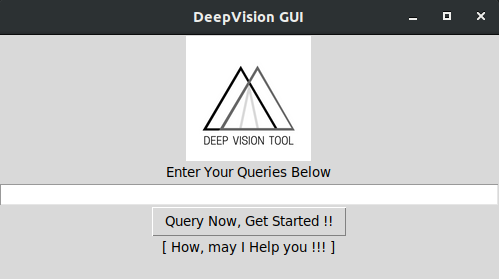 DeepVision GUI
DEEP VISION TOOL
Enter Your Queries Below
Query Now, Get Started !!
[ How, may I Help you !!! ]